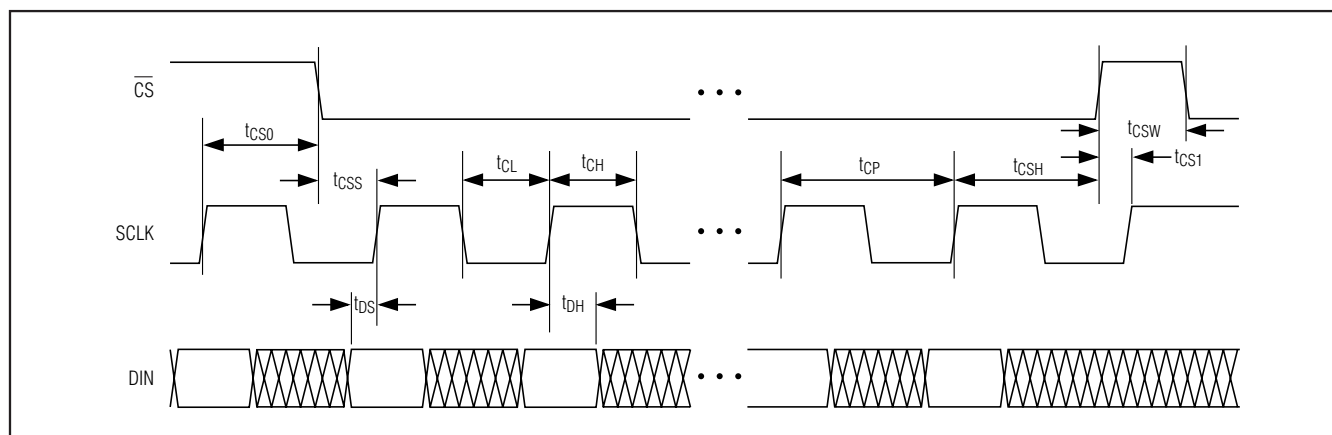 CS
• • •
tCS0
tCSW
tCSS
tCL
tCH
tCP
tCSH
tCS1
SCLK
• • •
tDS
tDH
DIN
• • •